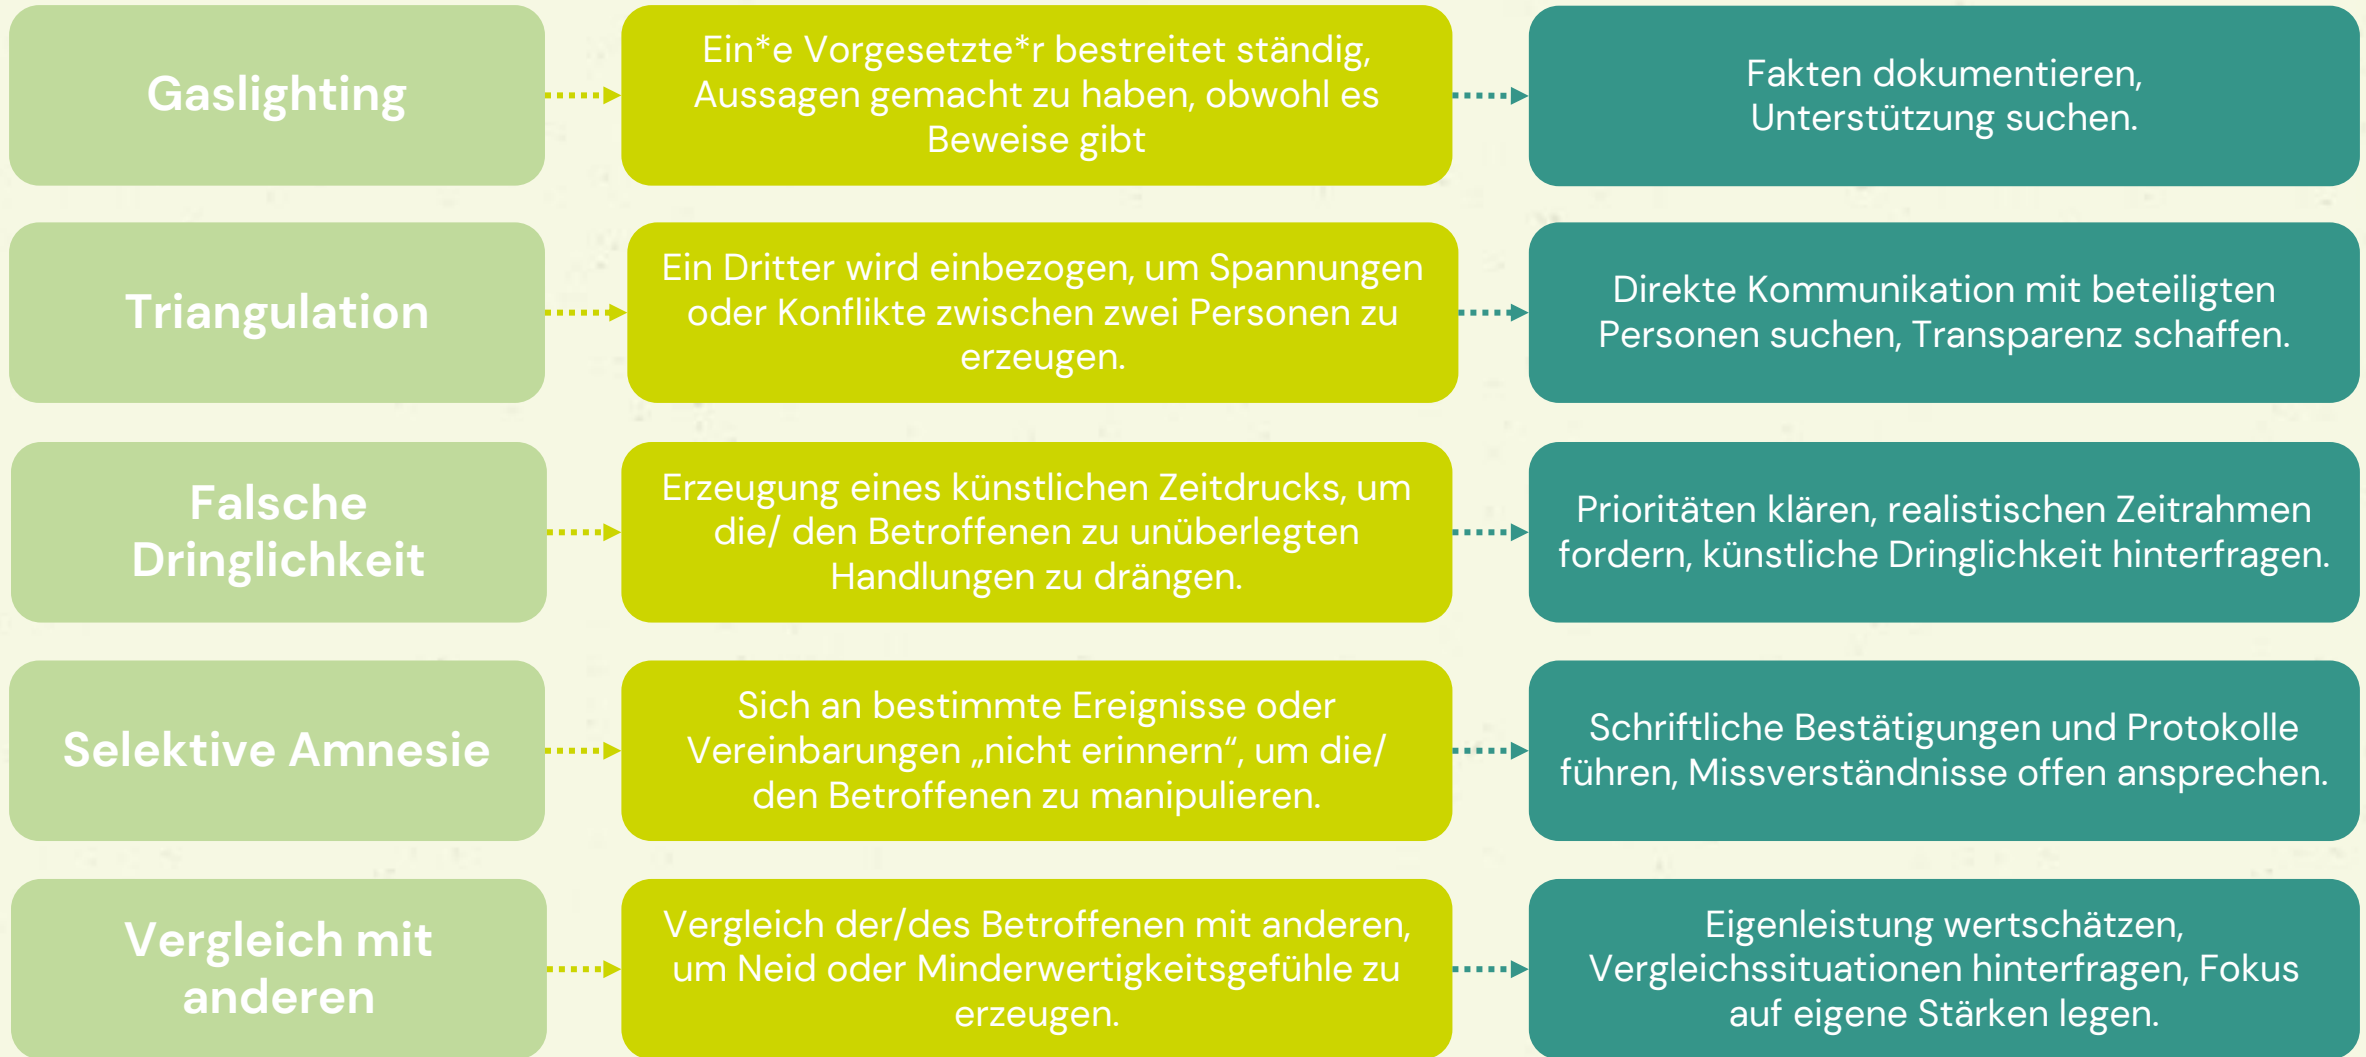 Gaslighting
Ein*e Vorgesetzte*r bestreitet ständig,
Aussagen gemacht zu haben, obwohl es
Beweise gibt
Fakten dokumentieren,
Unterstützung suchen.
Triangulation
Ein Dritter wird einbezogen, um Spannungen
oder Konflikte zwischen zwei Personen zu
erzeugen.
Direkte Kommunikation mit beteiligten
Personen suchen, Transparenz schaffen.
Falsche
Dringlichkeit
Erzeugung eines künstlichen Zeitdrucks, um
die/ den Betroffenen zu unüberlegten
Handlungen zu drängen.
Prioritäten klären, realistischen Zeitrahmen
fordern, künstliche Dringlichkeit hinterfragen.
Selektive Amnesie
Sich an bestimmte Ereignisse oder
Vereinbarungen „nicht erinnern“, um die/
den Betroffenen zu manipulieren.
Schriftliche Bestätigungen und Protokolle
führen, Missverständnisse offen ansprechen.
Vergleich mit
anderen
Vergleich der/des Betroffenen mit anderen,
um Neid oder Minderwertigkeitsgefühle zu
erzeugen.
Eigenleistung wertschätzen,
Vergleichssituationen hinterfragen, Fokus
auf eigene Stärken legen.